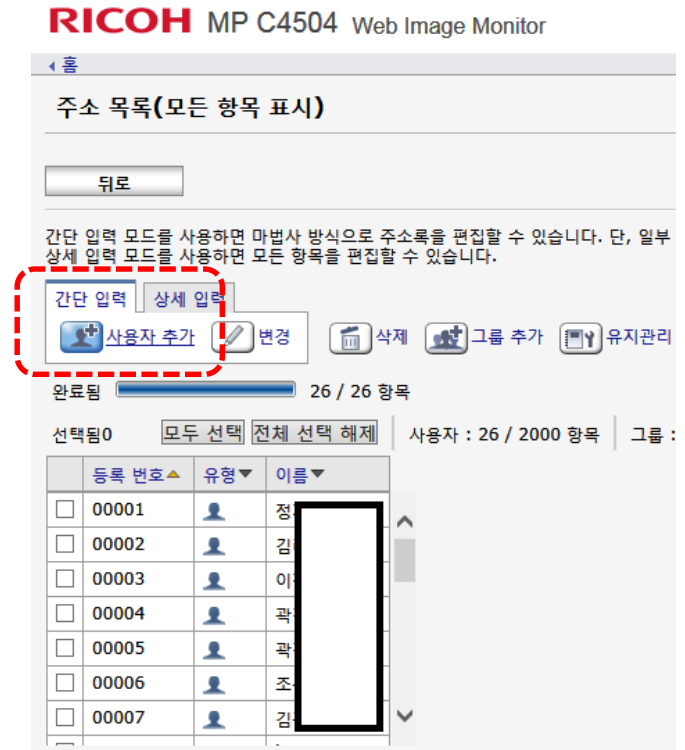 RICOH MP C4504 Web Image Monitor
홈
주소 목록(모든 항목 표시)
뒤로
간단 입력 모드를 사용하면 마법사 방식으로 주소록을 편집할 수 있습니다. 단, 일부
상세 입력 모드를 사용하면 모든 항목을 편집할 수 있습니다.
간단 입력 상세 입력
사용자 추가 변경 삭제 그룹 추가 유지관리
완료됨 26 / 26 항목
선택됨0 모두 선택 전체 선택 해제 사용자 : 26 / 2000 항목 그룹 :
등록 번호 유형 이름
00001 정
00002 김
00003 이
00004 곽
00005 곽
00006 조
00007 김